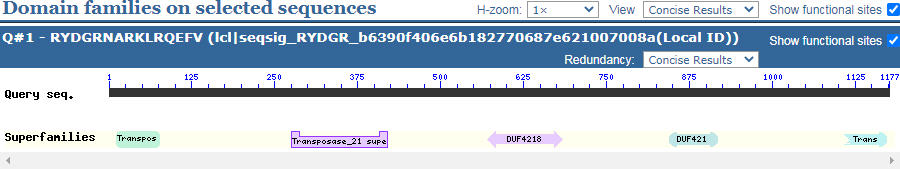 Domain families on selected sequences H-zoom: 1× View Concise Results Show functional sites
Q#1 - RYDGRNARKLRQEFV (lcl|seqsig_RYDGR_b6390f406e6b182770687e621007008a(Local ID)) Show functional sites
Redundancy: Concise Results
1 125 250 375 500 625 750 875 1000 1125 1177
Query seq.
Superfamilies Transpos Transposase_21 supe DUF4218 DUF421 Trans